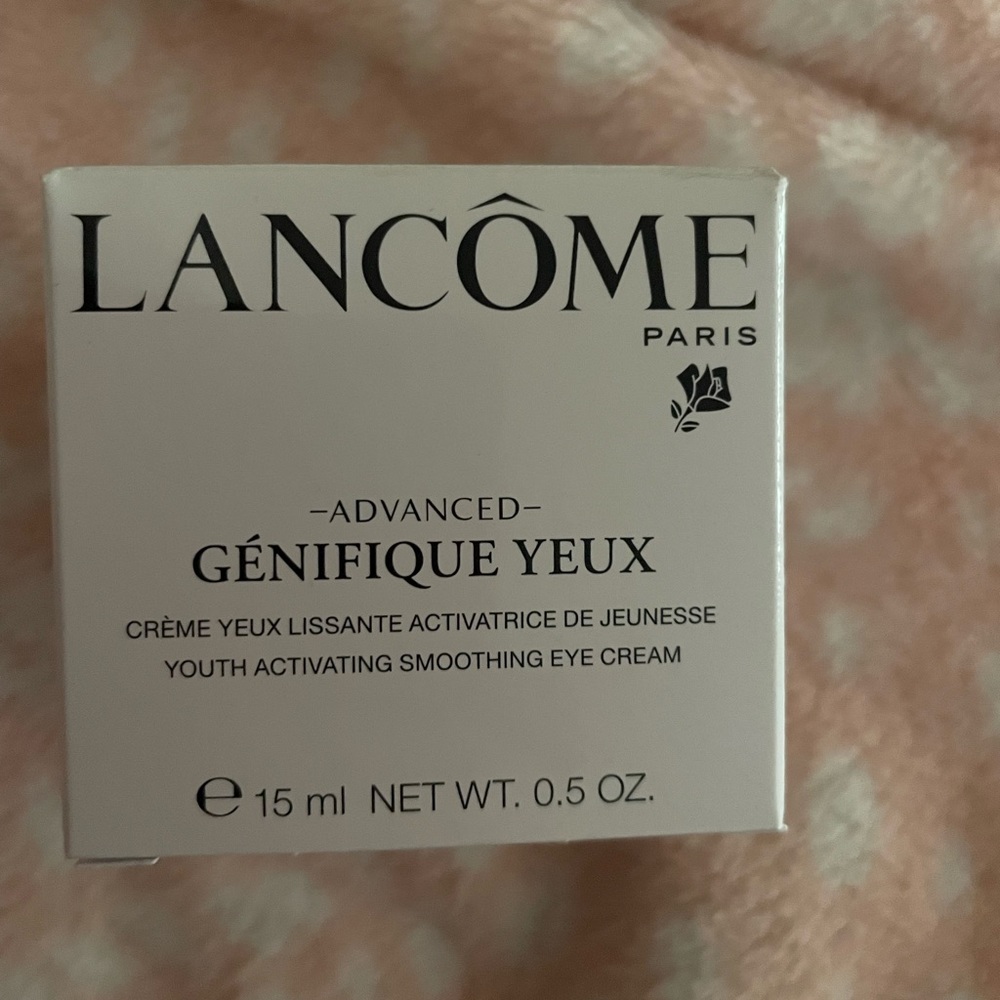 LANCÔME
PARIS
–ADVANCED–
GÉNIFIQUE YEUX
CRÈME YEUX LISSANTE ACTIVATRICE DE JEUNESSE
YOUTH ACTIVATING SMOOTHING EYE CREAM
℮ 15 ml NET WT. 0.5 OZ.